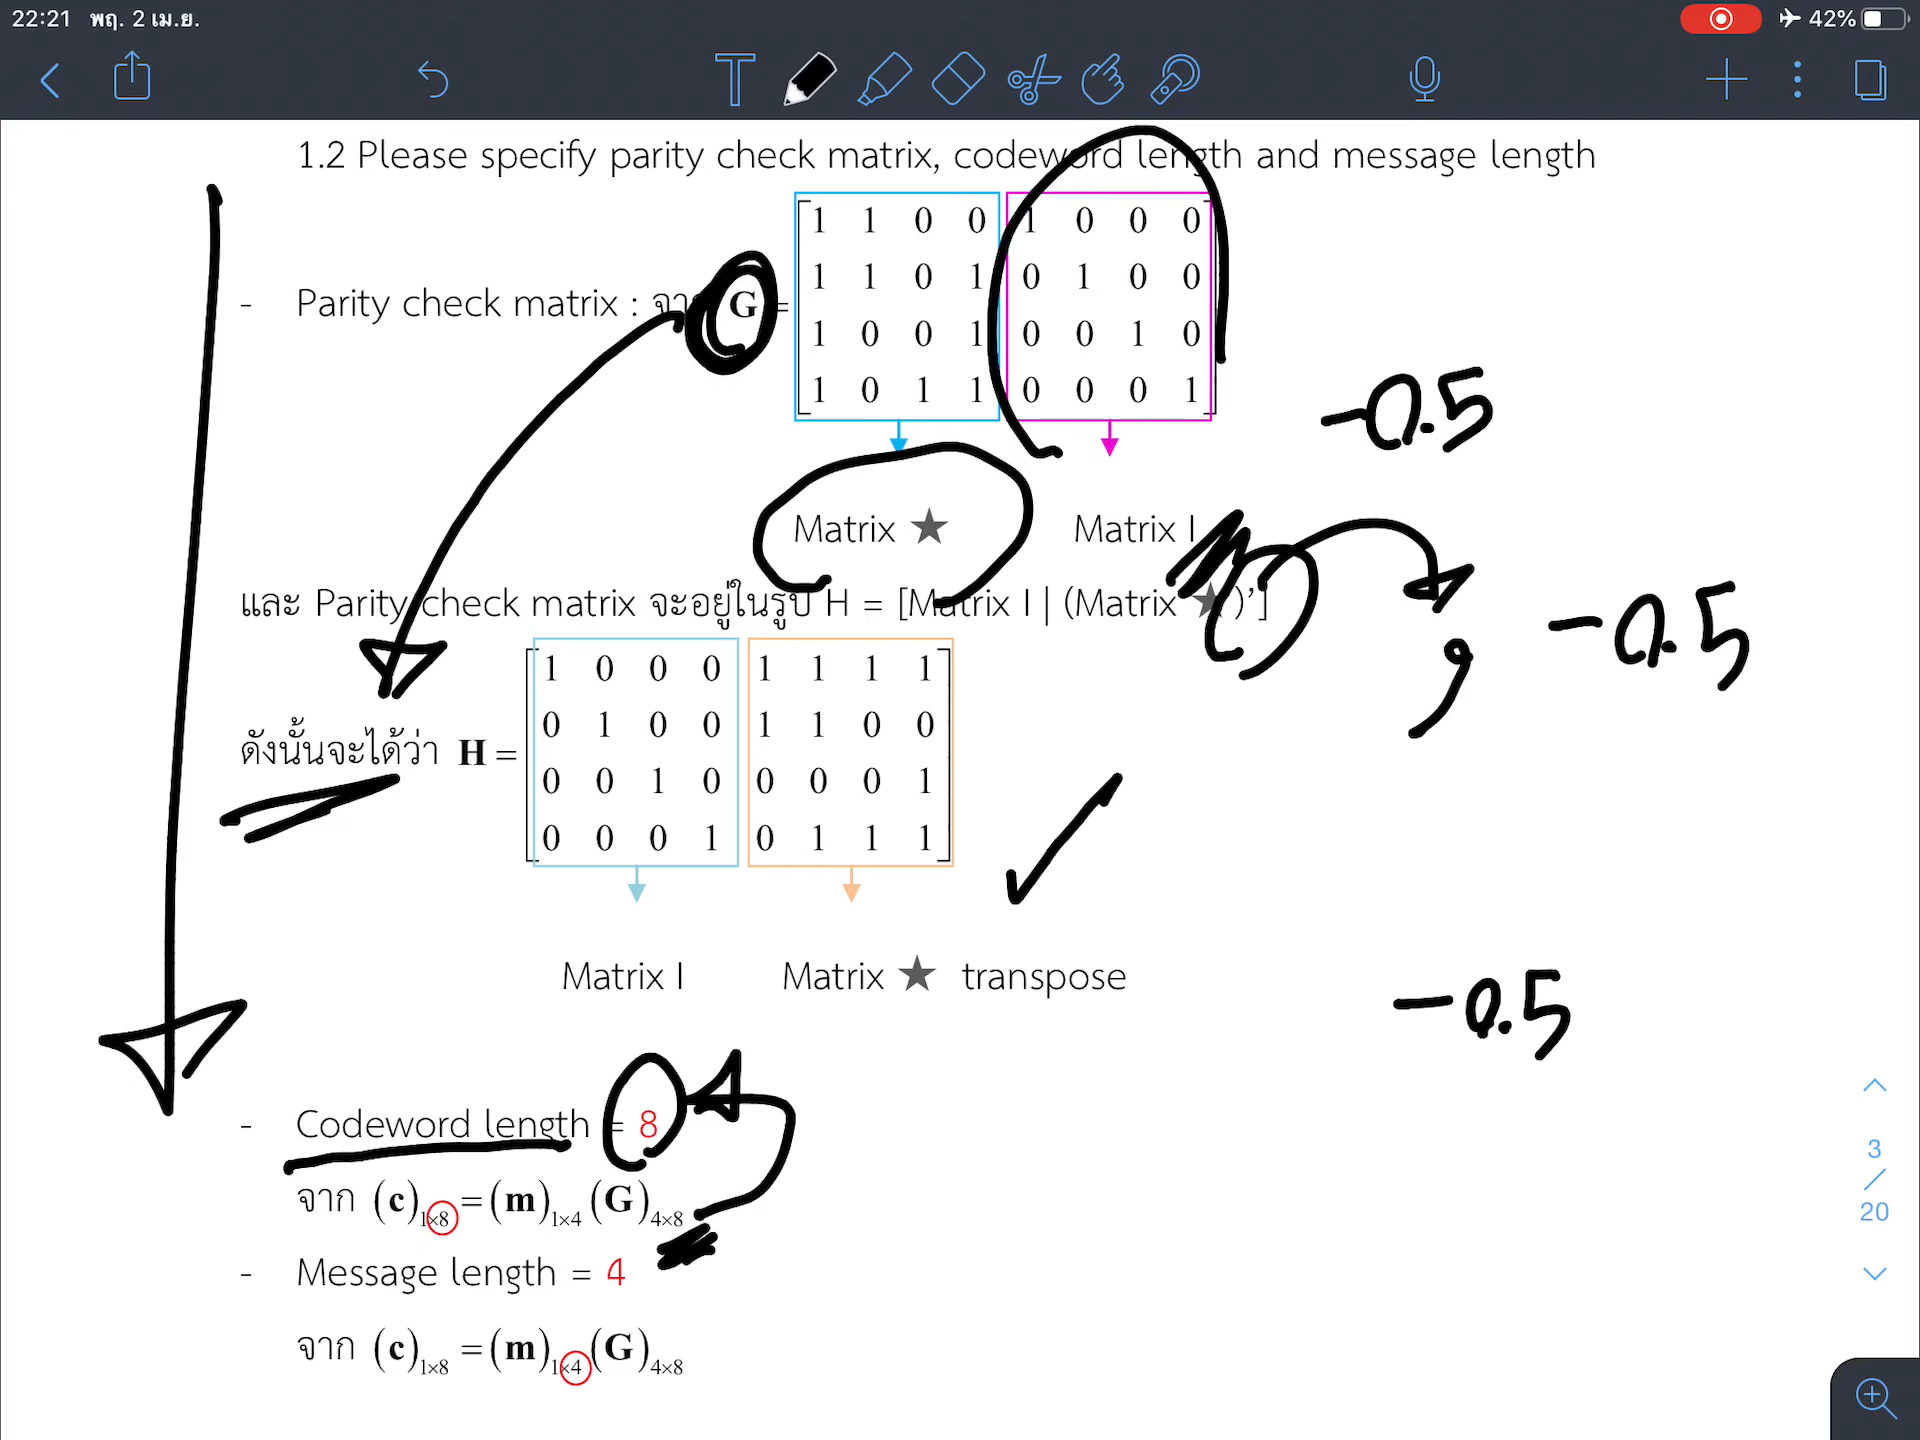 22:21 พฤ. 2 เม.ย.
42%
1.2 Please specify parity check matrix, codeword length and message length
- Parity check matrix : จาก G =
1 1 0 0 1 0 0 0
1 1 0 1 0 1 0 0
1 0 0 1 0 0 1 0
1 0 1 1 0 0 0 1
-0.5
Matrix ★ Matrix I
และ Parity check matrix จะอยู่ในรูป H = [Matrix I | (Matrix ★)’]
-0.5
ดังนั้นจะได้ว่า H =
1 0 0 0 1 1 1 1
0 1 0 0 1 1 0 0
0 0 1 0 0 0 0 1
0 0 0 1 0 1 1 1
Matrix I Matrix ★ transpose
-0.5
- Codeword length = 8
จาก (c)1×8 = (m)1×4 (G)4×8
- Message length = 4
จาก (c)1×8 = (m)1×4 (G)4×8
3
/
20